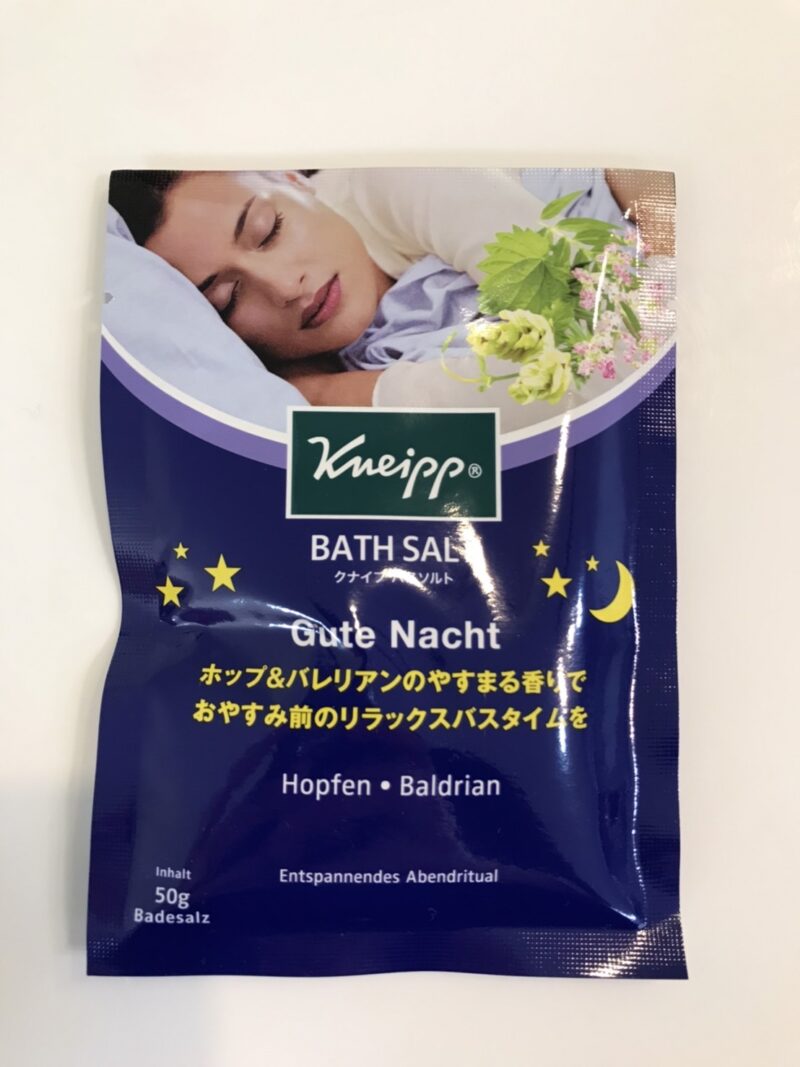 Kneipp®
BATH SAL
クナイプ バスソルト
Gute Nacht
ホップ&バレリアンのやすまる香りで
おやすみ前のリラックスバスタイムを
Hopfen • Baldrian
Entspannendes Abendritual
Inhalt
50g
Badesalz